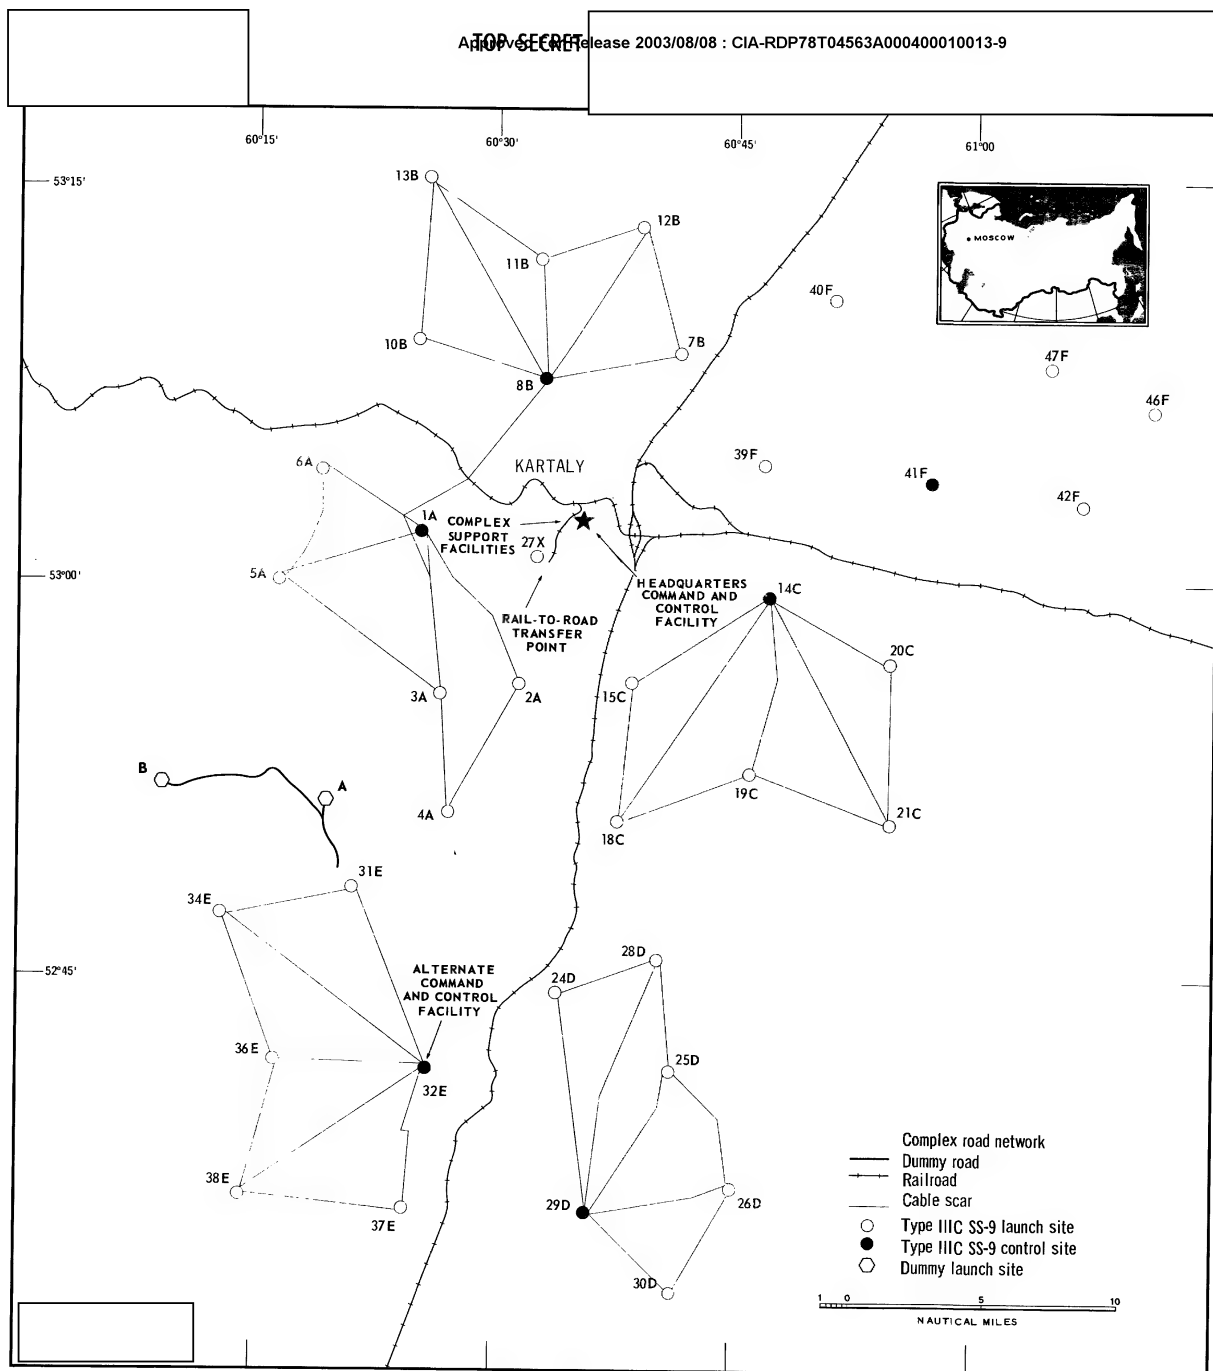 TOP SECRET
Approved For Release 2003/08/08 : CIA-RDP78T04563A000400010013-9
60°15'
60°30'
60°45'
61°00'
53°15'
13B
12B
11B
MOSCOW
40F
10B
7B
8B
47F
46F
6A
KARTALY
39F
41F
42F
1A
COMPLEX
SUPPORT
FACILITIES
27X
5A
53°00'
HEADQUARTERS
COMMAND AND
CONTROL
FACILITY
14C
RAIL-TO-ROAD
TRANSFER
POINT
20C
3A
2A
15C
B
A
19C
4A
18C
21C
31E
34E
28D
52°45'
ALTERNATE
COMMAND
AND CONTROL
FACILITY
24D
36E
25D
32E
38E
29D
26D
37E
30D
Complex road network
Dummy road
Railroad
Cable scar
Type IIIC SS-9 launch site
Type IIIC SS-9 control site
Dummy launch site
1 0 5 10
NAUTICAL MILES